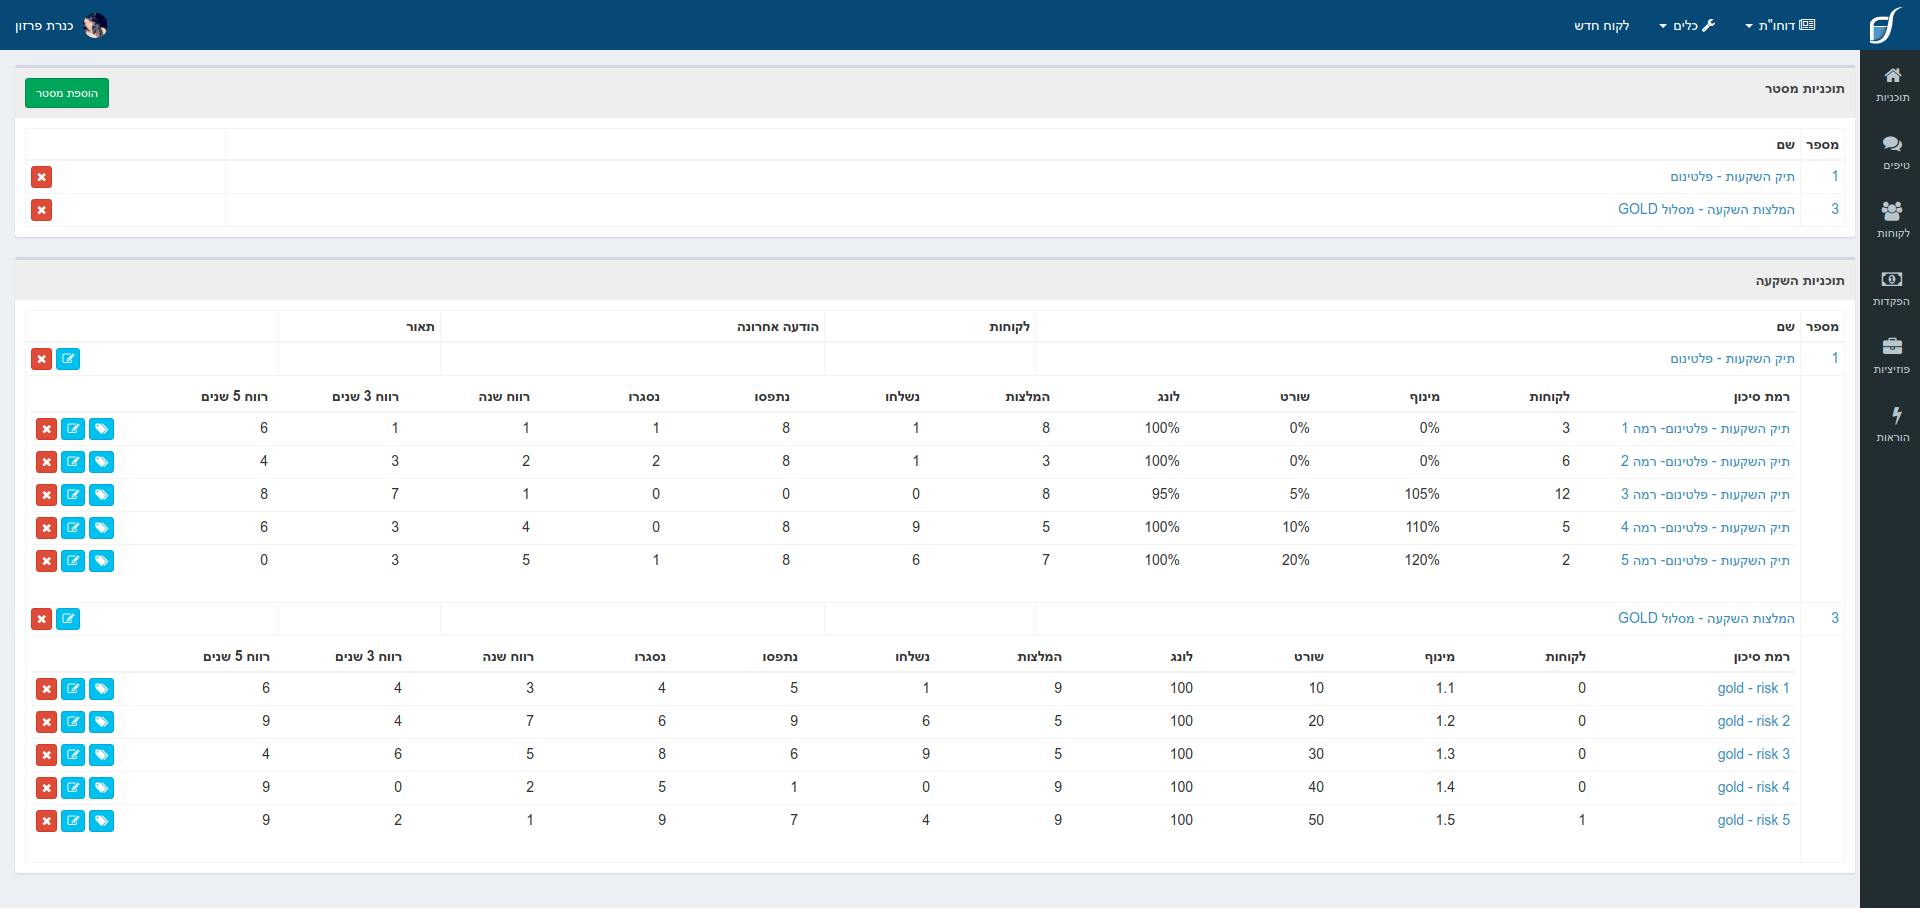 דוחו"ת כלים לקוח חדש כנרת פרזון
תוכניות
טיפים
לקוחות
הפקדות
פוזיציות
הוראות
תוכניות מסטר הוספת מסטר
מספר שם
1 תיק השקעות - פלטינום
3 המלצות השקעה - מסלול GOLD
תוכניות השקעה
מספר שם לקוחות הודעה אחרונה תאור
1 תיק השקעות - פלטינום
רמת סיכון לקוחות מינוף שורט לונג המלצות נשלחו נתפסו נסגרו רווח שנה רווח 3 שנים רווח 5 שנים
תיק השקעות - פלטינום- רמה 1 3 0% 0% 100% 8 1 8 1 1 1 6
תיק השקעות - פלטינום- רמה 2 6 0% 0% 100% 3 1 8 2 2 3 4
תיק השקעות - פלטינום- רמה 3 12 105% 5% 95% 8 0 0 0 1 7 8
תיק השקעות - פלטינום- רמה 4 5 110% 10% 100% 5 9 8 0 4 3 6
תיק השקעות - פלטינום- רמה 5 2 120% 20% 100% 7 6 8 1 5 3 0
3 המלצות השקעה - מסלול GOLD
רמת סיכון לקוחות מינוף שורט לונג המלצות נשלחו נתפסו נסגרו רווח שנה רווח 3 שנים רווח 5 שנים
gold - risk 1 0 1.1 10 100 9 1 5 4 3 4 6
gold - risk 2 0 1.2 20 100 5 6 9 6 7 4 9
gold - risk 3 0 1.3 30 100 5 9 6 8 5 6 4
gold - risk 4 0 1.4 40 100 9 0 1 5 2 0 9
gold - risk 5 1 1.5 50 100 9 4 7 9 1 2 9